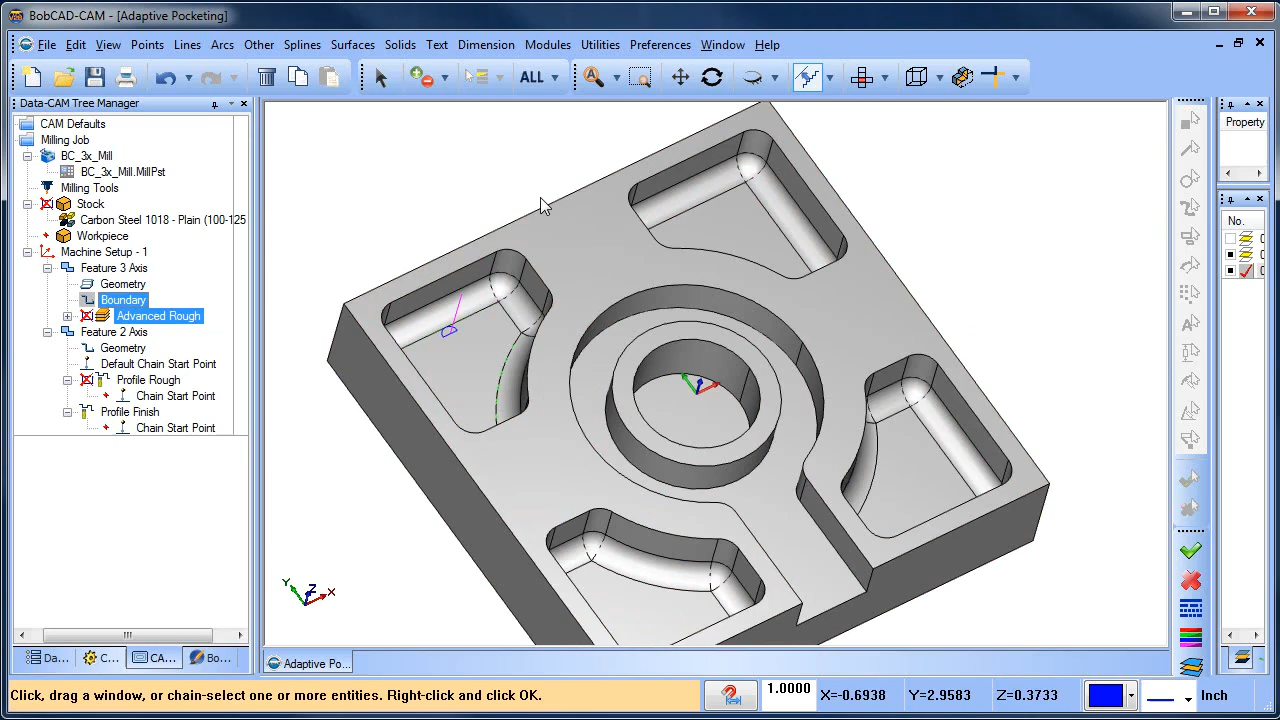 BobCAD-CAM - [Adaptive Pocketing]
File Edit View Points Lines Arcs Other Splines Surfaces Solids Text Dimension Modules Utilities Preferences Window Help
ALL
Data-CAM Tree Manager
CAM Defaults
Milling Job
BC_3x_Mill
BC_3x_Mill.MillPst
Milling Tools
Stock
Carbon Steel 1018 - Plain (100-125
Workpiece
Machine Setup - 1
Feature 3 Axis
Geometry
Boundary
Advanced Rough
Feature 2 Axis
Geometry
Default Chain Start Point
Profile Rough
Chain Start Point
Profile Finish
Chain Start Point
Property
No.
Y Z X
Da... C... CA... Bo...
Adaptive Po...
Click, drag a window, or chain-select one or more entities. Right-click and click OK.
1.0000 X=-0.6938 Y=2.9583 Z=0.3733 Inch